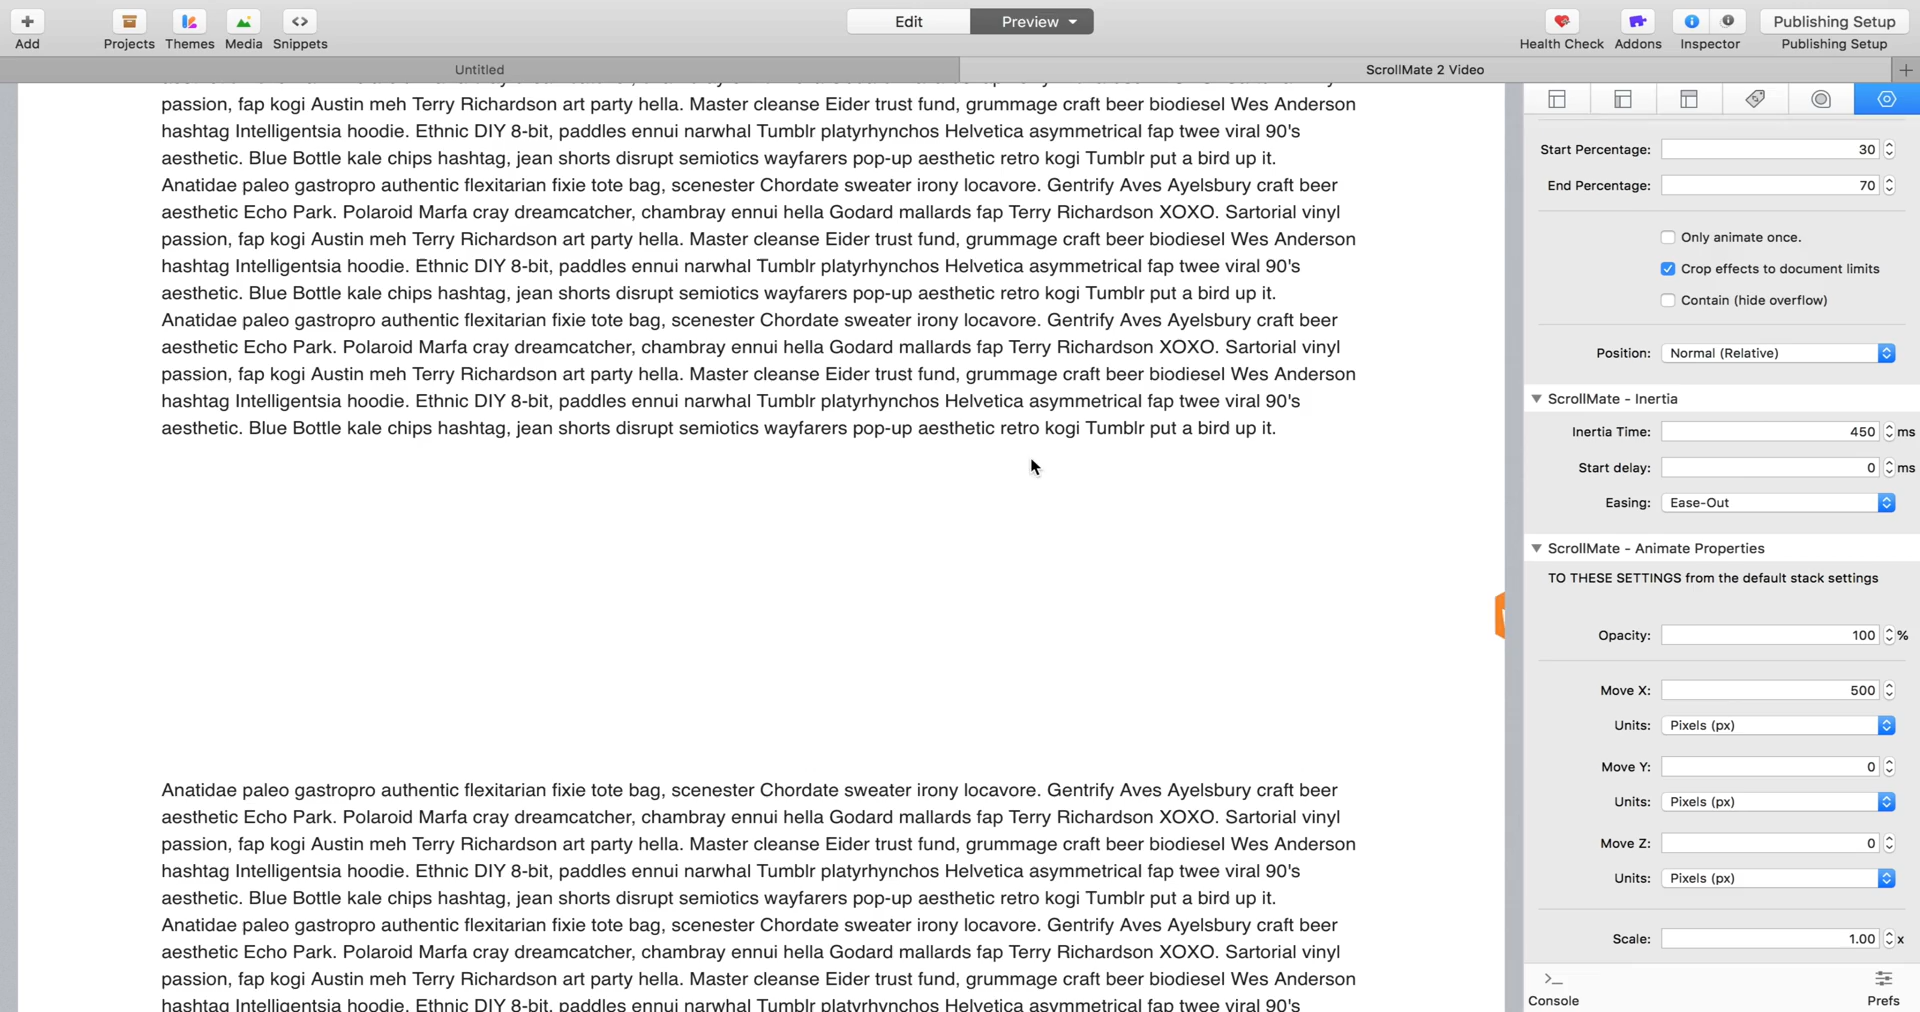 Edit
Preview
Publishing Setup
Add
Projects
Themes
Media
Snippets
Health Check
Addons
Inspector
Publishing Setup
Untitled
ScrollMate 2 Video
passion, fap kogi Austin meh Terry Richardson art party hella. Master cleanse Eider trust fund, grummage craft beer biodiesel Wes Anderson
hashtag Intelligentsia hoodie. Ethnic DIY 8-bit, paddles ennui narwhal Tumblr platyrhynchos Helvetica asymmetrical fap twee viral 90's
aesthetic. Blue Bottle kale chips hashtag, jean shorts disrupt semiotics wayfarers pop-up aesthetic retro kogi Tumblr put a bird up it.
Anatidae paleo gastropro authentic flexitarian fixie tote bag, scenester Chordate sweater irony locavore. Gentrify Aves Ayelsbury craft beer
aesthetic Echo Park. Polaroid Marfa cray dreamcatcher, chambray ennui hella Godard mallards fap Terry Richardson XOXO. Sartorial vinyl
passion, fap kogi Austin meh Terry Richardson art party hella. Master cleanse Eider trust fund, grummage craft beer biodiesel Wes Anderson
hashtag Intelligentsia hoodie. Ethnic DIY 8-bit, paddles ennui narwhal Tumblr platyrhynchos Helvetica asymmetrical fap twee viral 90's
aesthetic. Blue Bottle kale chips hashtag, jean shorts disrupt semiotics wayfarers pop-up aesthetic retro kogi Tumblr put a bird up it.
Anatidae paleo gastropro authentic flexitarian fixie tote bag, scenester Chordate sweater irony locavore. Gentrify Aves Ayelsbury craft beer
aesthetic Echo Park. Polaroid Marfa cray dreamcatcher, chambray ennui hella Godard mallards fap Terry Richardson XOXO. Sartorial vinyl
passion, fap kogi Austin meh Terry Richardson art party hella. Master cleanse Eider trust fund, grummage craft beer biodiesel Wes Anderson
hashtag Intelligentsia hoodie. Ethnic DIY 8-bit, paddles ennui narwhal Tumblr platyrhynchos Helvetica asymmetrical fap twee viral 90's
aesthetic. Blue Bottle kale chips hashtag, jean shorts disrupt semiotics wayfarers pop-up aesthetic retro kogi Tumblr put a bird up it.
Anatidae paleo gastropro authentic flexitarian fixie tote bag, scenester Chordate sweater irony locavore. Gentrify Aves Ayelsbury craft beer
aesthetic Echo Park. Polaroid Marfa cray dreamcatcher, chambray ennui hella Godard mallards fap Terry Richardson XOXO. Sartorial vinyl
passion, fap kogi Austin meh Terry Richardson art party hella. Master cleanse Eider trust fund, grummage craft beer biodiesel Wes Anderson
hashtag Intelligentsia hoodie. Ethnic DIY 8-bit, paddles ennui narwhal Tumblr platyrhynchos Helvetica asymmetrical fap twee viral 90's
aesthetic. Blue Bottle kale chips hashtag, jean shorts disrupt semiotics wayfarers pop-up aesthetic retro kogi Tumblr put a bird up it.
Anatidae paleo gastropro authentic flexitarian fixie tote bag, scenester Chordate sweater irony locavore. Gentrify Aves Ayelsbury craft beer
aesthetic Echo Park. Polaroid Marfa cray dreamcatcher, chambray ennui hella Godard mallards fap Terry Richardson XOXO. Sartorial vinyl
passion, fap kogi Austin meh Terry Richardson art party hella. Master cleanse Eider trust fund, grummage craft beer biodiesel Wes Anderson
hashtag Intelligentsia hoodie. Ethnic DIY 8-bit, paddles ennui narwhal Tumblr platyrhynchos Helvetica asymmetrical fap twee viral 90's
Start Percentage: 30
End Percentage: 70
Only animate once.
Crop effects to document limits
Contain (hide overflow)
Position: Normal (Relative)
ScrollMate - Inertia
Inertia Time: 450 ms
Start delay: 0 ms
Easing: Ease-Out
ScrollMate - Animate Properties
TO THESE SETTINGS from the default stack settings
Opacity: 100 %
Move X: 500
Units: Pixels (px)
Move Y: 0
Units: Pixels (px)
Move Z: 0
Units: Pixels (px)
Scale: 1.00 x
Console
Prefs